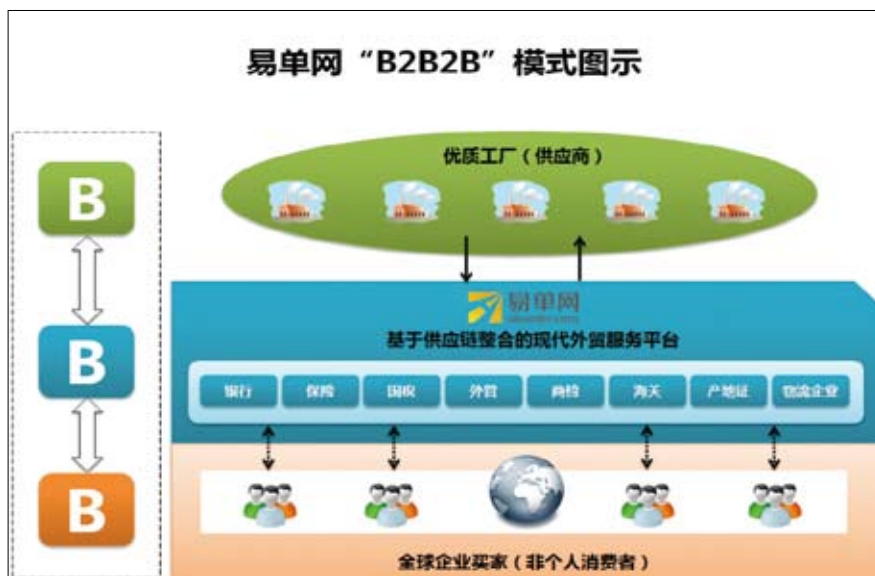 易单网“B2B2B”模式图示
B
优质工厂（供应商）
B
易单网
基于供应链整合的现代外贸服务平台
银行
保险
国税
外管
商检
海关
产地证
物流企业
B
全球企业买家（非个人消费者）